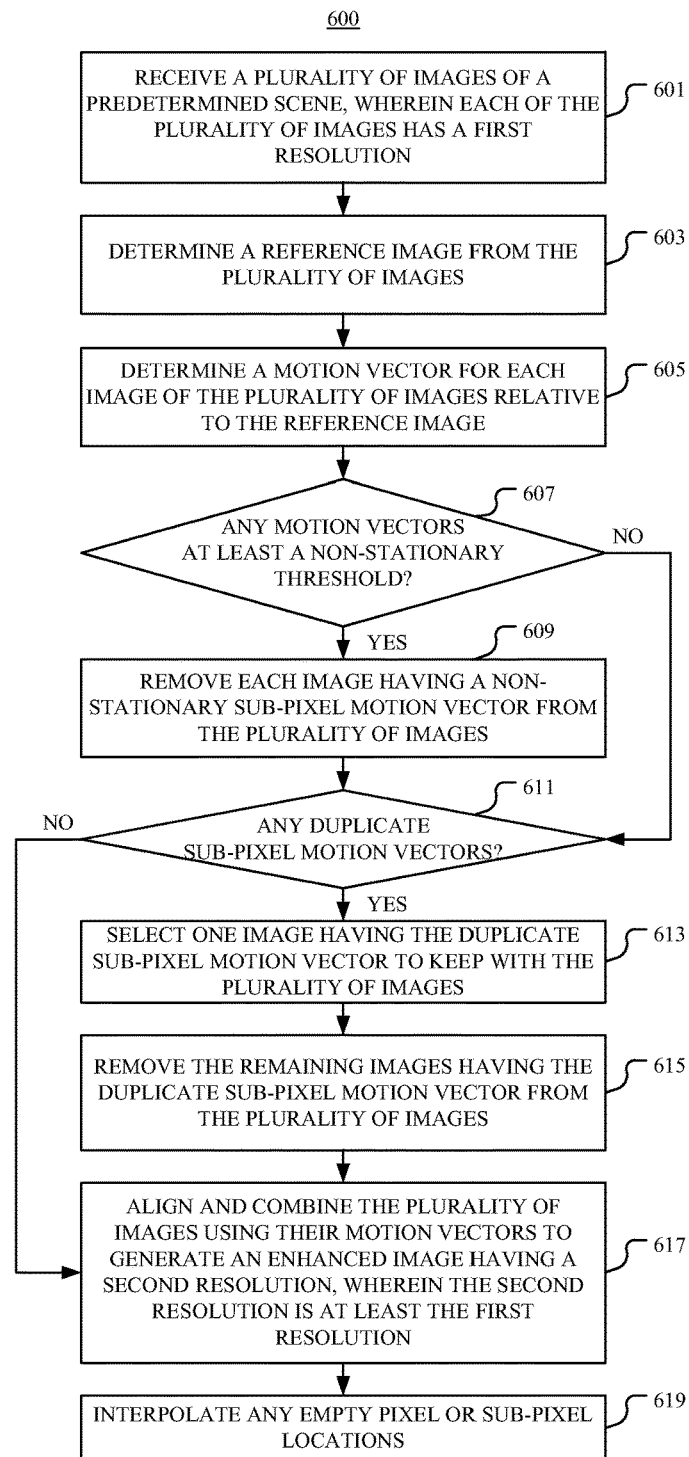 600
RECEIVE A PLURALITY OF IMAGES OF A
PREDETERMINED SCENE, WHEREIN EACH OF THE
PLURALITY OF IMAGES HAS A FIRST
RESOLUTION
601
DETERMINE A REFERENCE IMAGE FROM THE
PLURALITY OF IMAGES
603
DETERMINE A MOTION VECTOR FOR EACH
IMAGE OF THE PLURALITY OF IMAGES RELATIVE
TO THE REFERENCE IMAGE
605
607
ANY MOTION VECTORS
AT LEAST A NON-STATIONARY
THRESHOLD?
NO
YES
609
REMOVE EACH IMAGE HAVING A NON-
STATIONARY SUB-PIXEL MOTION VECTOR FROM
THE PLURALITY OF IMAGES
611
NO
ANY DUPLICATE
SUB-PIXEL MOTION VECTORS?
YES
SELECT ONE IMAGE HAVING THE DUPLICATE
SUB-PIXEL MOTION VECTOR TO KEEP WITH THE
PLURALITY OF IMAGES
613
REMOVE THE REMAINING IMAGES HAVING THE
DUPLICATE SUB-PIXEL MOTION VECTOR FROM
THE PLURALITY OF IMAGES
615
ALIGN AND COMBINE THE PLURALITY OF
IMAGES USING THEIR MOTION VECTORS TO
GENERATE AN ENHANCED IMAGE HAVING A
SECOND RESOLUTION, WHEREIN THE SECOND
RESOLUTION IS AT LEAST THE FIRST
RESOLUTION
617
INTERPOLATE ANY EMPTY PIXEL OR SUB-PIXEL
LOCATIONS
619